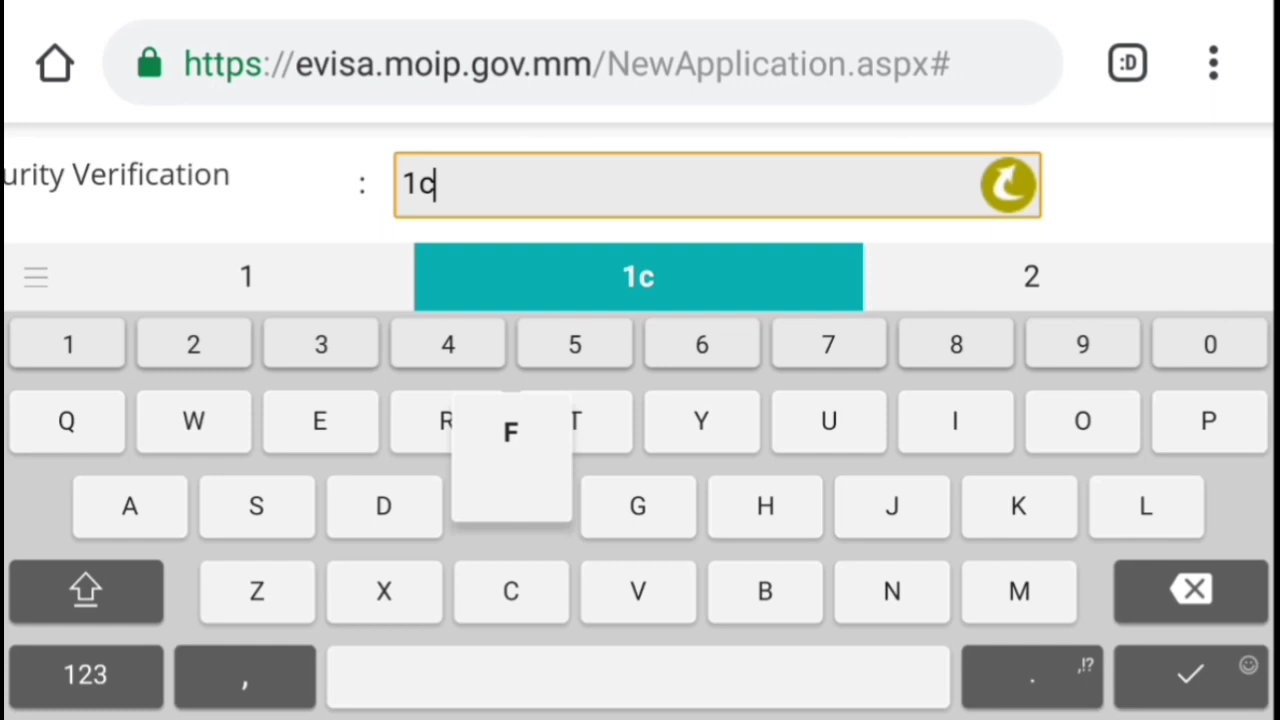 https://evisa.moip.gov.mm/NewApplication.aspx#
:D
urity Verification : 1c
1 1c 2
1 2 3 4 5 6 7 8 9 0
Q W E R T Y U I O P
F
A S D G H J K L
Z X C V B N M
123 , . ,!?